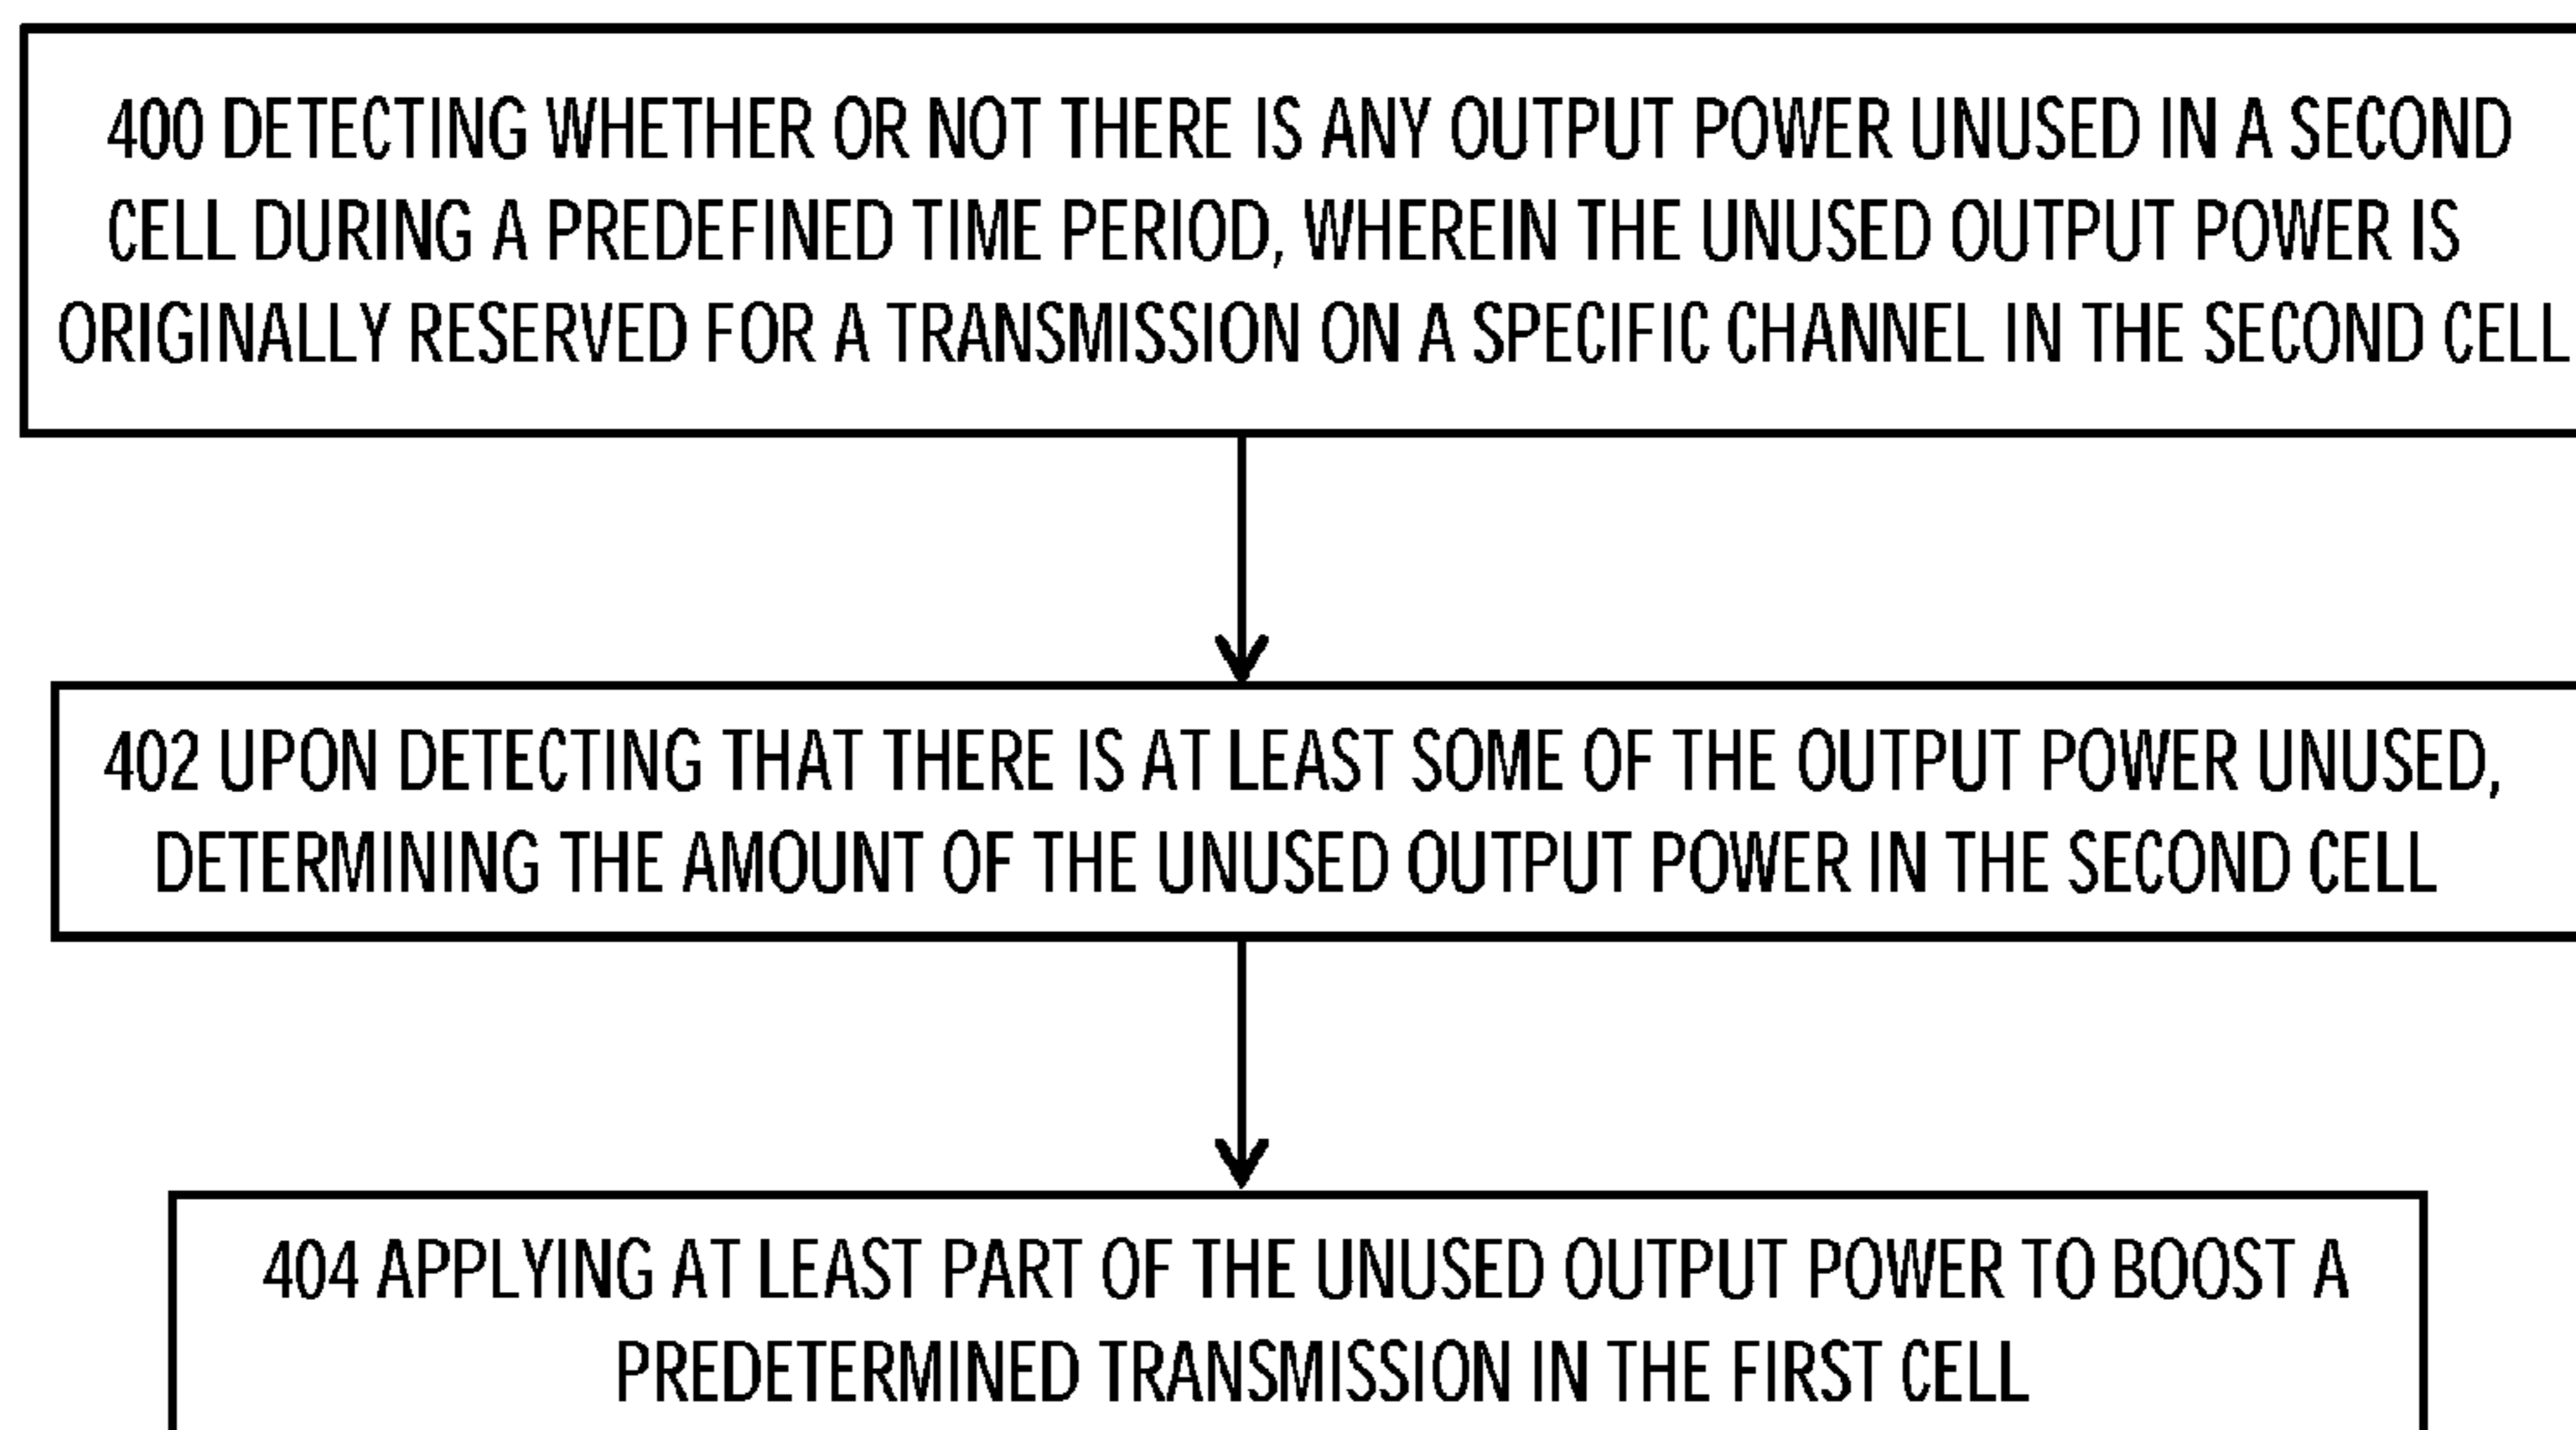 400 DETECTING WHETHER OR NOT THERE IS ANY OUTPUT POWER UNUSED IN A SECOND
CELL DURING A PREDEFINED TIME PERIOD, WHEREIN THE UNUSED OUTPUT POWER IS
ORIGINALLY RESERVED FOR A TRANSMISSION ON A SPECIFIC CHANNEL IN THE SECOND CELL
402 UPON DETECTING THAT THERE IS AT LEAST SOME OF THE OUTPUT POWER UNUSED,
DETERMINING THE AMOUNT OF THE UNUSED OUTPUT POWER IN THE SECOND CELL
404 APPLYING AT LEAST PART OF THE UNUSED OUTPUT POWER TO BOOST A
PREDETERMINED TRANSMISSION IN THE FIRST CELL